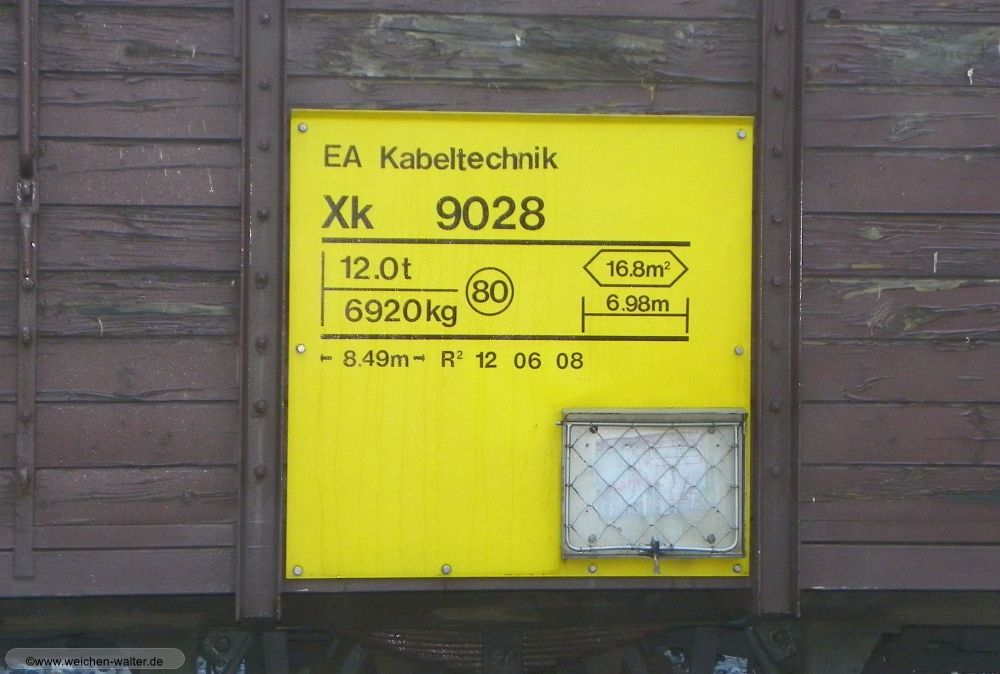 EA Kabeltechnik
Xk 9028
12.0t
6920kg
80
16.8m²
6.98m
8.49m R² 12 06 08
©www.weichen-walter.de